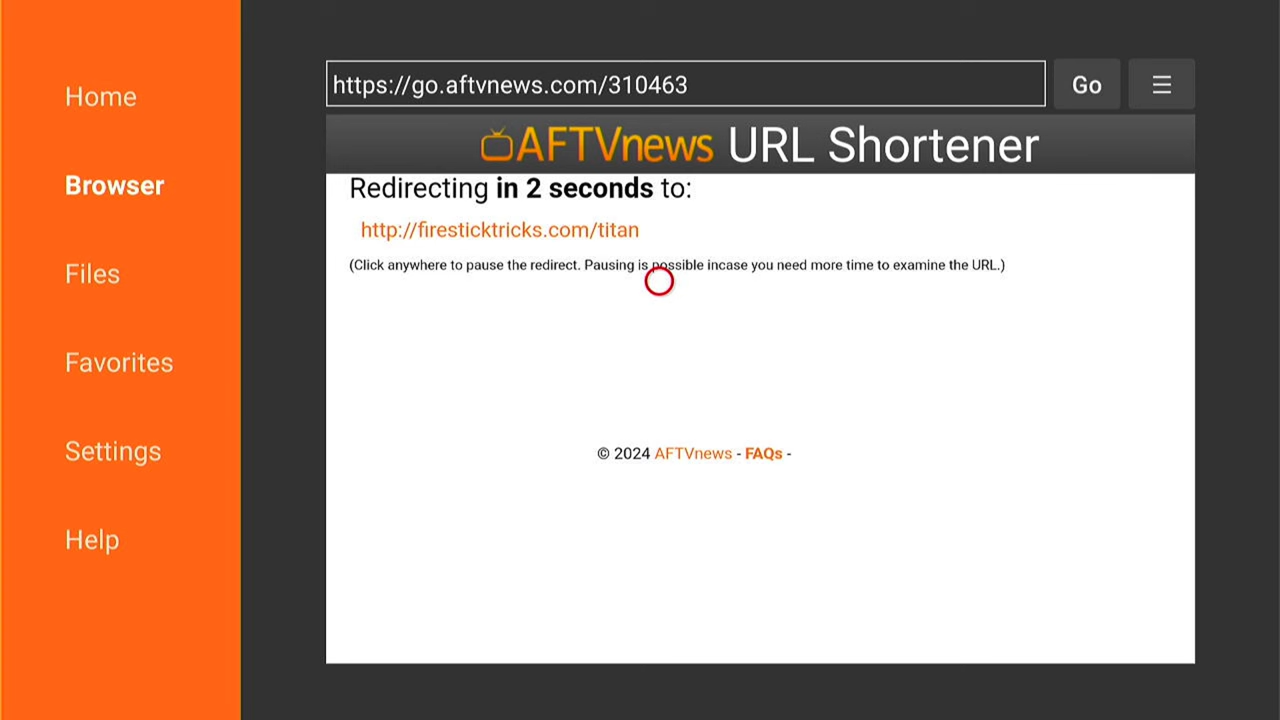 Home
Browser
Files
Favorites
Settings
Help
https://go.aftvnews.com/310463
Go
AFTVnews URL Shortener
Redirecting in 2 seconds to:
http://firesticktricks.com/titan
(Click anywhere to pause the redirect. Pausing is possible incase you need more time to examine the URL.)
© 2024 AFTVnews - FAQs -